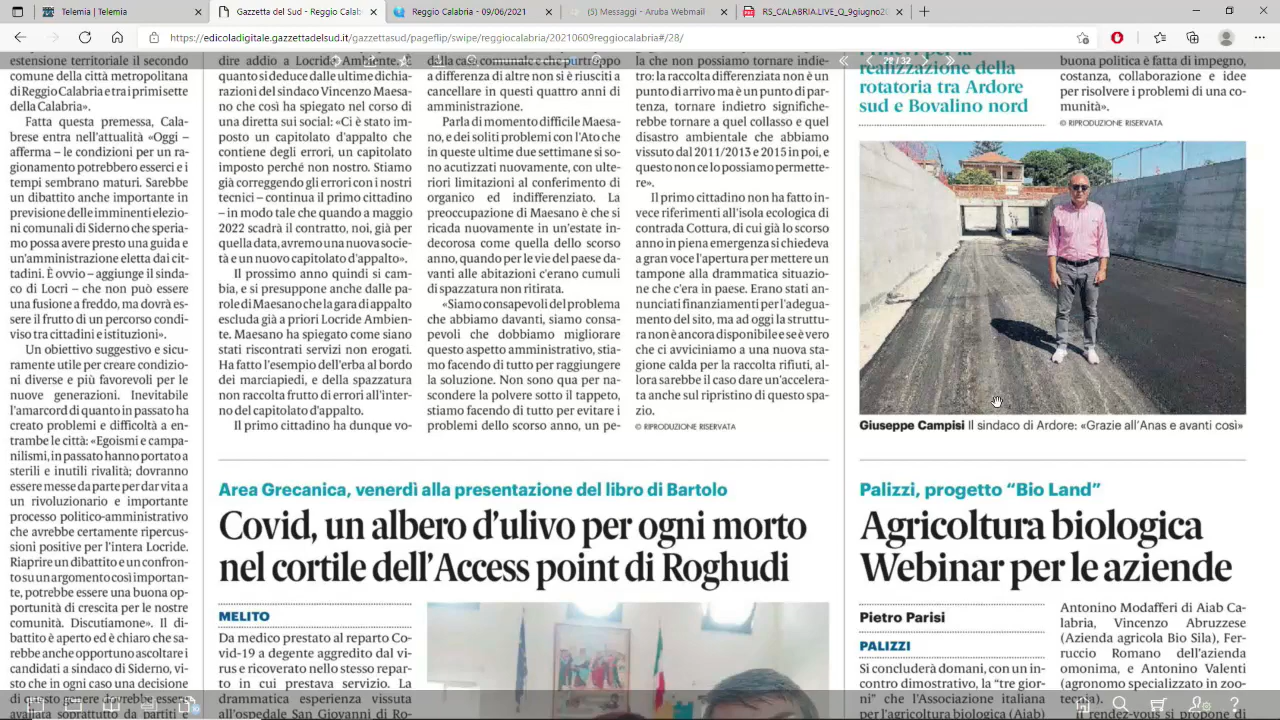 Telemia | Telemia
Gazzetta del Sud - Reggio Calab
Reggio Calabria - 09/06/2021
(5) Messaggi - Aruba Webmail
RS_CALABRIA.LIVE_Q_9giugno20
https://edicoladigitale.gazzettadelsud.it/gazzettasud/pageflip/swipe/reggiocalabria/20210609reggiocalabria#/28/
28 / 32
estensione territoriale il secondo
comune della città metropolitana
di Reggio Calabria e tra i primi sette
della Calabria».
Fatta questa premessa, Cala-
brese entra nell'attualità «Oggi –
afferma – le condizioni per un ra-
gionamento potrebbero esserci e i
tempi sembrano maturi. Sarebbe
un dibattito anche importante in
previsione delle imminenti elezio-
ni comunali di Siderno che speria-
mo possa avere presto una guida e
un'amministrazione eletta dai cit-
tadini. È ovvio – aggiunge il sinda-
co di Locri – che non può essere
una fusione a freddo, ma dovrà es-
sere il frutto di un percorso condi-
viso tra cittadini e istituzioni».
Un obiettivo suggestivo e sicu-
ramente utile per creare condizio-
ni diverse e più favorevoli per le
nuove generazioni. Inevitabile
l'amarcord di quanto in passato ha
creato problemi e difficoltà a en-
trambe le città: «Egoismi e campa-
nilismi, in passato hanno portato a
sterili e inutili rivalità; dovranno
essere messe da parte per dar vita a
un rivoluzionario e importante
processo politico-amministrativo
che avrebbe certamente ripercus-
sioni positive per l'intera Locride.
Riaprire un dibattito e un confron-
to su un argomento così importan-
te, potrebbe essere una buona op-
portunità di crescita per le nostre
comunità. Discutiamone». Il di-
battito è aperto ed è chiaro che sa-
rebbe anche opportuno ascoltare i
candidati a sindaco di Siderno, vi-
sto che in ogni caso una decisione
di questo genere dovrebbe essere
avallata soprattutto da partiti e
dire addio a Locride Ambiente, e
quanto si deduce dalle ultime dichia-
razioni del sindaco Vincenzo Maesa-
no che così ha spiegato nel corso di
una diretta sui social: «Ci è stato im-
posto un capitolato d'appalto che
contiene degli errori, un capitolato
imposto perché non nostro. Stiamo
già correggendo gli errori con i nostri
tecnici – continua il primo cittadino
– in modo tale che quando a maggio
2022 scadrà il contratto, noi, già per
quella data, avremo una nuova socie-
tà e un nuovo capitolato d'appalto».
Il prossimo anno quindi si cam-
bia, e si presuppone anche dalle pa-
role di Maesano che la gara di appalto
escluda già a priori Locride Ambien-
te. Maesano ha spiegato come siano
stati riscontrati servizi non erogati.
Ha fatto l'esempio dell'erba al bordo
dei marciapiedi, e della spazzatura
non raccolta frutto di errori all'inter-
no del capitolato d'appalto.
Il primo cittadino ha dunque vo-
della casa comunale che purtroppo
a differenza di altre non si è riusciti a
cancellare in questi quattro anni di
amministrazione.
Parla di momento difficile Maesa-
no, e dei soliti problemi con l'Ato che
in queste ultime due settimane si so-
no acutizzati nuovamente, con ulte-
riori limitazioni al conferimento di
organico ed indifferenziato. La
preoccupazione di Maesano è che si
ricada nuovamente in un'estate in-
decorosa come quella dello scorso
anno, quando per le vie del paese da-
vanti alle abitazioni c'erano cumuli
di spazzatura non ritirata.
«Siamo consapevoli del problema
che abbiamo davanti, siamo consa-
pevoli che dobbiamo migliorare
questo aspetto amministrativo, stia-
mo facendo di tutto per raggiungere
la soluzione. Non sono qua per na-
scondere la polvere sotto il tappeto,
stiamo facendo di tutto per evitare i
problemi dello scorso anno, un pe-
la che non possiamo tornare indie-
tro: la raccolta differenziata non è un
punto di arrivo ma è un punto di par-
tenza, tornare indietro significhe-
rebbe tornare a quel collasso e quel
disastro ambientale che abbiamo
vissuto dal 2011/2013 e 2015 in poi, e
questo non ce lo possiamo permette-
re».
Il primo cittadino non ha fatto in-
vece riferimenti all'isola ecologica di
contrada Cottura, di cui già lo scorso
anno in piena emergenza si chiedeva
a gran voce l'apertura per mettere un
tampone alla drammatica situazio-
ne che c'era in paese. Erano stati an-
nunciati finanziamenti per l'adegua-
mento del sito, ma ad oggi la struttu-
ra non è ancora disponibile e se è vero
che ci avviciniamo a una nuova sta-
gione calda per la raccolta rifiuti, al-
lora sarebbe il caso dare un'accelera-
ta anche sul ripristino di questo spa-
zio.
© RIPRODUZIONE RISERVATA
Rilievi per la
realizzazione della
rotatoria tra Ardore
sud e Bovalino nord
buona politica è fatta di impegno,
costanza, collaborazione e idee
per risolvere i problemi di una co-
munità».
© RIPRODUZIONE RISERVATA
Giuseppe Campisi Il sindaco di Ardore: «Grazie all'Anas e avanti così»
Area Grecanica, venerdì alla presentazione del libro di Bartolo
Covid, un albero d'ulivo per ogni morto
nel cortile dell'Access point di Roghudi
MELITO
Da medico prestato al reparto Co-
vid-19 a degente aggredito dal vi-
rus e ricoverato nello stesso repar-
to in cui prestava servizio. La
drammatica esperienza vissuta
all'ospedale San Giovanni di Ro-
Palizzi, progetto "Bio Land"
Agricoltura biologica
Webinar per le aziende
Pietro Parisi
PALIZZI
Si concluderà domani, con un in-
contro dimostrativo, la "tre gior-
ni" che l'Associazione italiana
per l'agricoltura biologica (Aiab)
Antonino Modafferi di Aiab Ca-
labria, Vincenzo Abruzzese
(Azienda agricola Bio Sila), Fer-
ruccio Romano dell'azienda
omonima, e Antonino Valenti
(agronomo specializzato in zoo-
tecnia).
Il rendez-vous si propone di